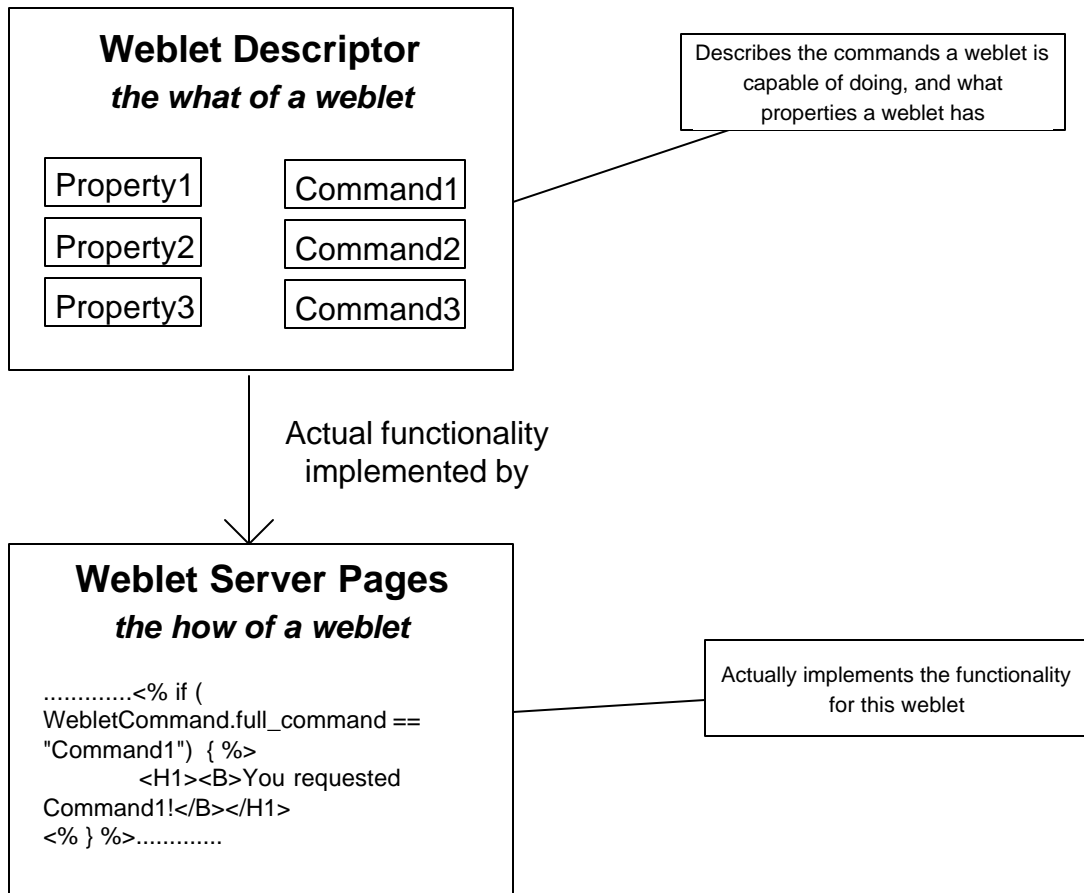 Weblet Descriptor
the what of a weblet
Property1
Command1
Property2
Command2
Property3
Command3
Describes the commands a weblet is
capable of doing, and what
properties a weblet has
Actual functionality
implemented by
Weblet Server Pages
the how of a weblet
.............<% if (
WebletCommand.full_command ==
"Command1")  { %>
<H1><B>You requested
Command1!</B></H1>
<% } %>.............
Actually implements the functionality
for this weblet